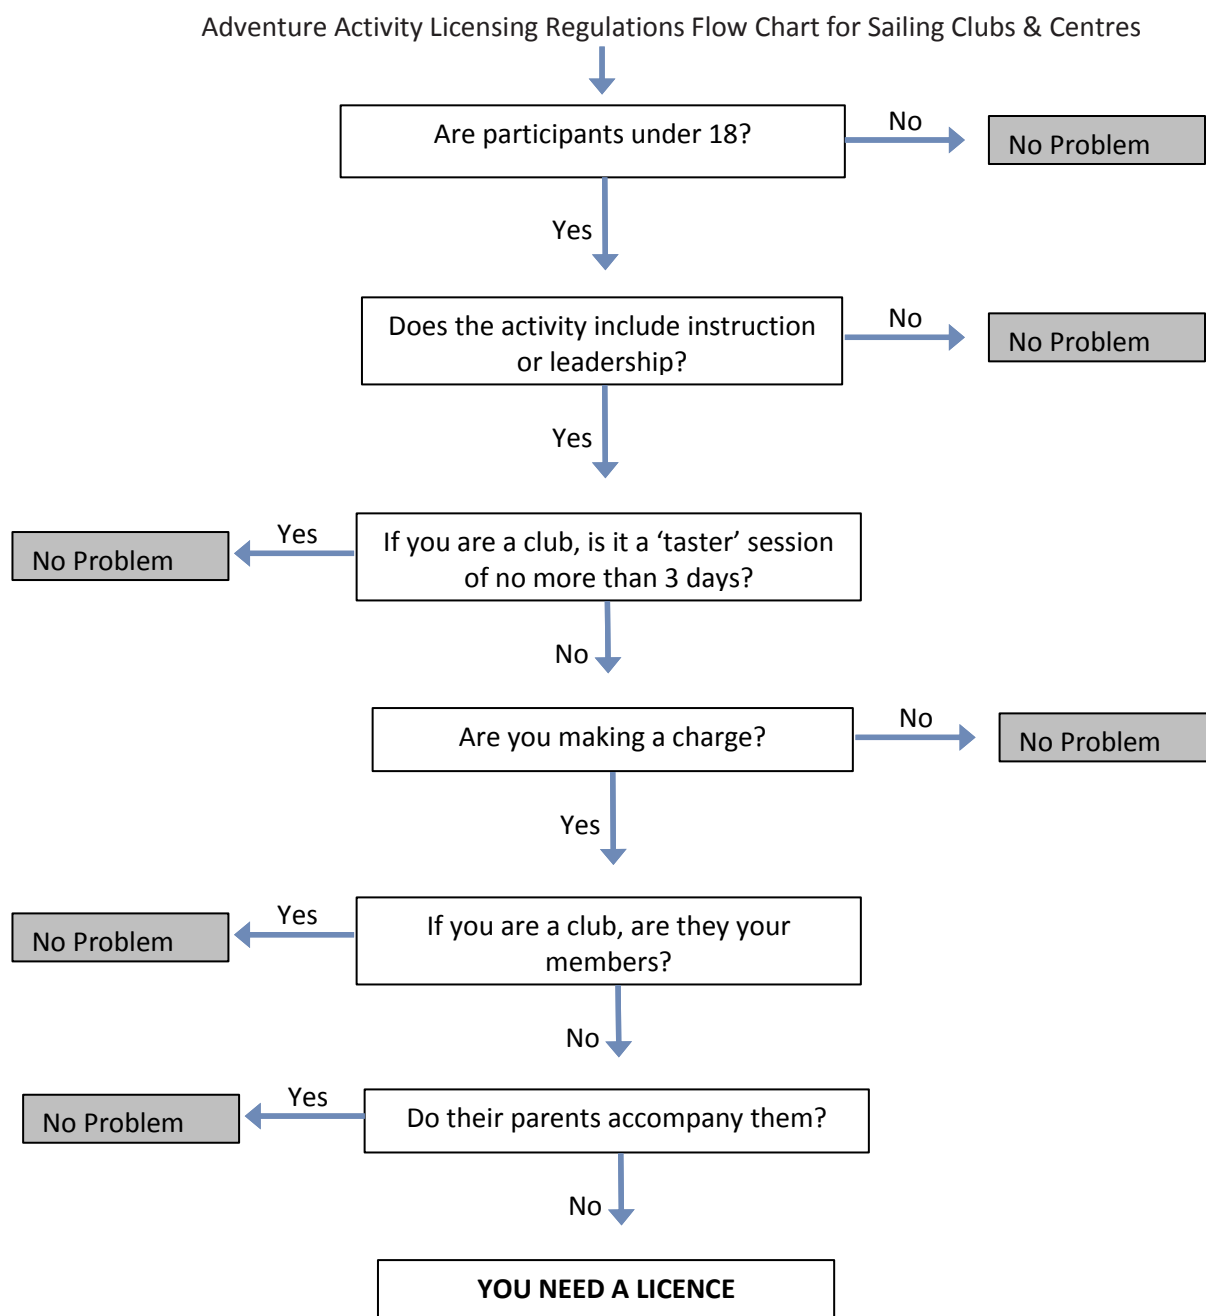 Adventure Activity Licensing Regulations Flow Chart for Sailing Clubs & Centres
Are participants under 18?
No
No Problem
Yes
Does the activity include instruction
or leadership?
No
No Problem
Yes
If you are a club, is it a ‘taster’ session
of no more than 3 days?
Yes
No Problem
No
Are you making a charge?
No
No Problem
Yes
If you are a club, are they your
members?
Yes
No Problem
No
Do their parents accompany them?
Yes
No Problem
No
YOU NEED A LICENCE